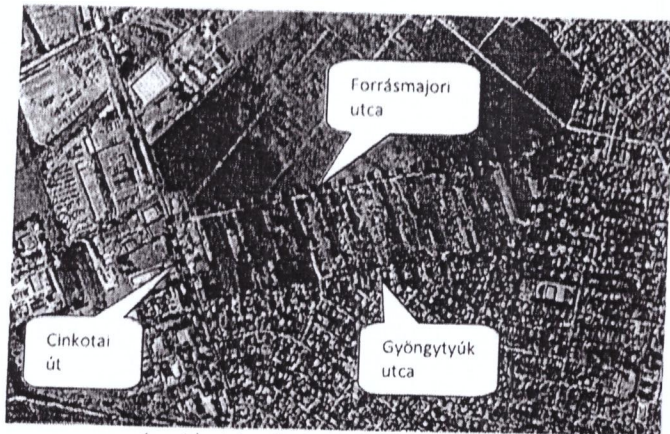 Forrásmajori
utca
Cinkotai
út
Gyöngytyúk
utca